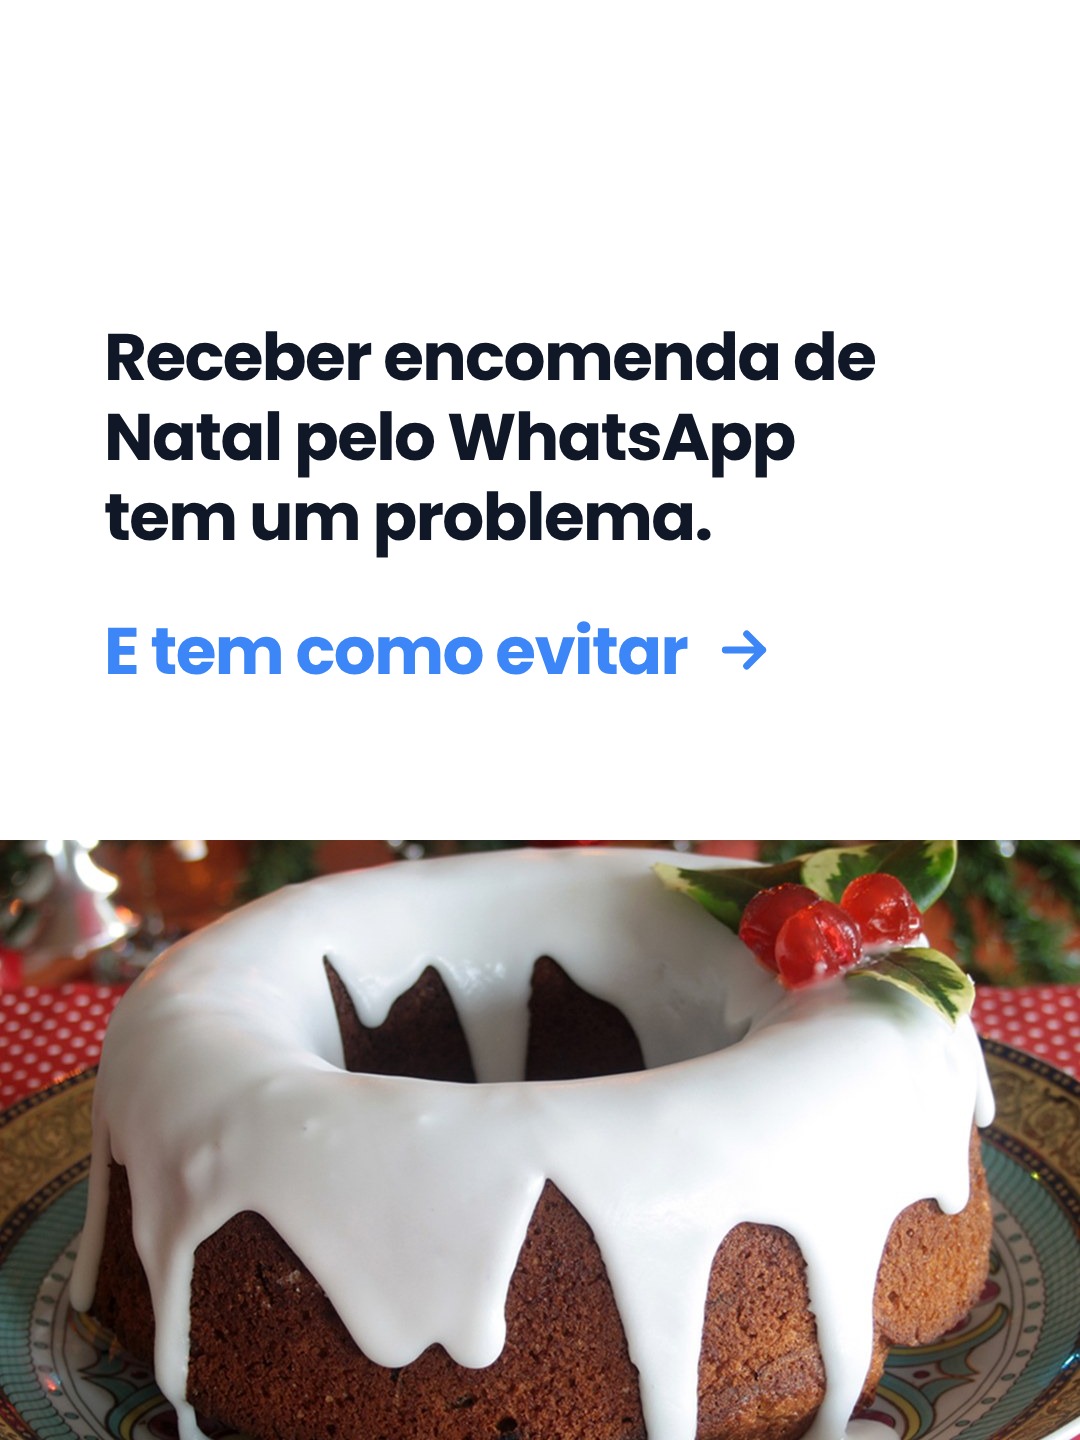 Receber encomenda de
Natal pelo WhatsApp
tem um problema.
E tem como evitar →